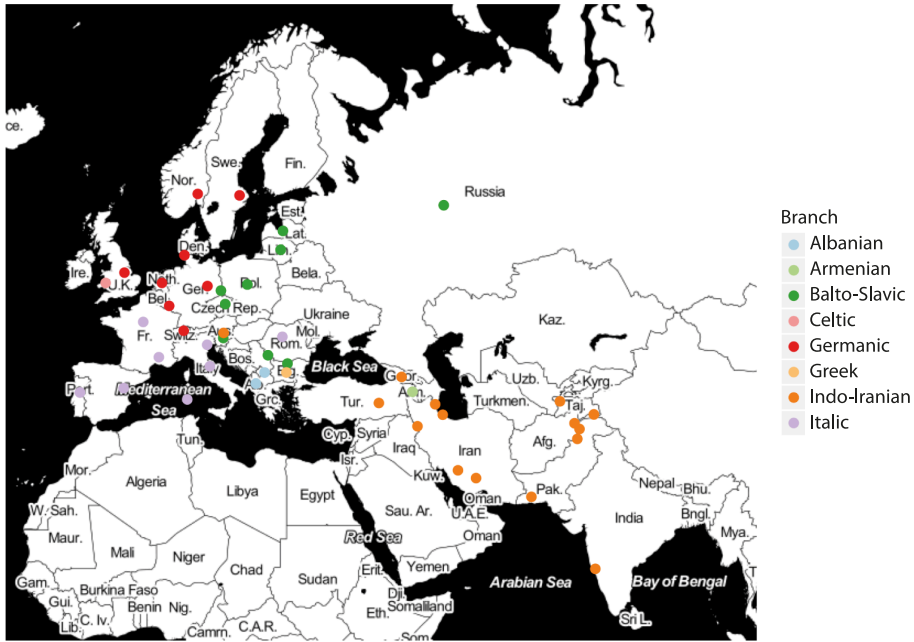 ce.
Swe.
Fin.
Nor.
Russia
Est.
Lat.
Den.
Ire.
U.K.
Neth.
Ger.
Pol.
Bela.
Bel.
Czech Rep.
Ukraine
Kaz.
Fr.
Switz.
Aus.
Mol.
Rom.
Italy
Bos.
Black Sea
Geor.
Uzb.
Kyrg.
Port.
Mediterranean
Sea
Grc.
Tur.
Arm.
Turkmen.
Taj.
Tun.
Cyp.
Syria
Iraq
Iran
Afg.
Isr.
Mor.
Algeria
Libya
Egypt
Kuw.
Pak.
Nepal
Bhu.
W. Sah.
Sau. Ar.
Oman
U.A.E.
India
Bngl.
Maur.
Mali
Niger
Red Sea
Oman
Mya.
Chad
Sudan
Erit.
Yemen
Arabian Sea
Bay of Bengal
T
Gam.
Gui.
Burkina Faso
Benin
Nig.
Dji.
Somaliland
Lib.
C. Iv.
Camrn.
C.A.R.
Eth.
Som.
Sri L.
Branch
Albanian
Armenian
Balto-Slavic
Celtic
Germanic
Greek
Indo-Iranian
Italic